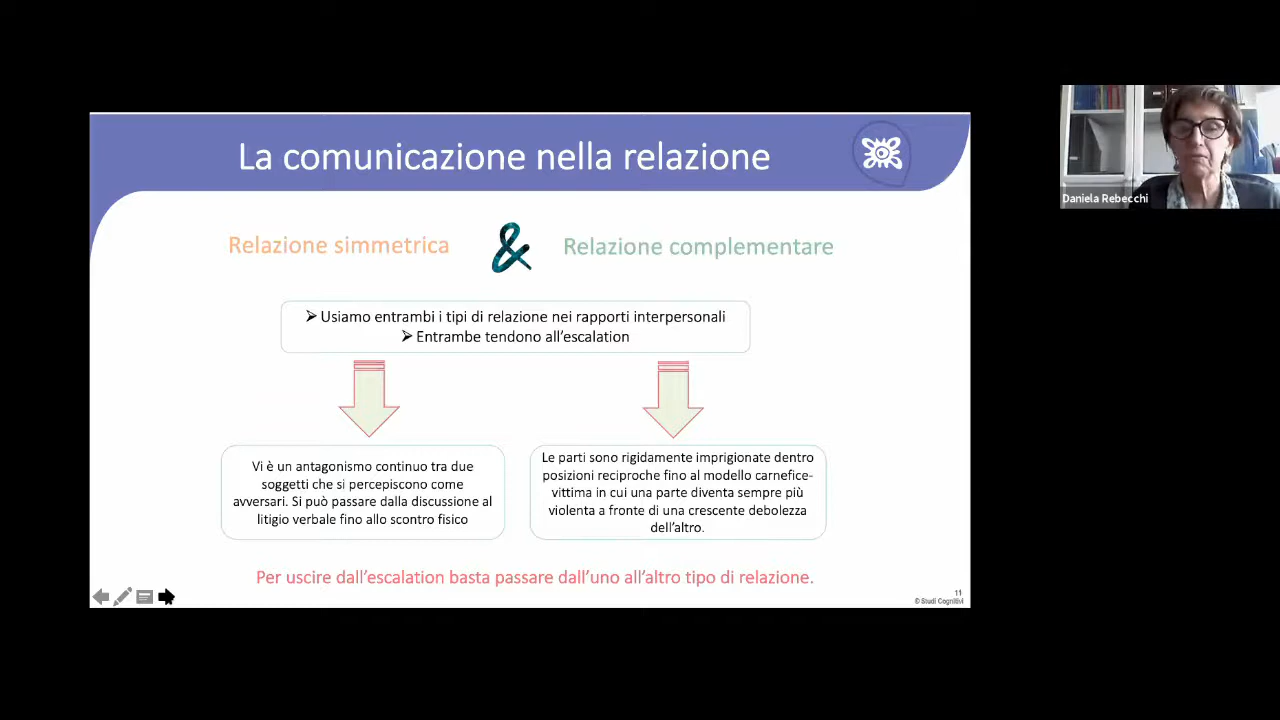 La comunicazione nella relazione
Relazione simmetrica & Relazione complementare
➢ Usiamo entrambi i tipi di relazione nei rapporti interpersonali
➢ Entrambe tendono all’escalation
Vi è un antagonismo continuo tra due
soggetti che si percepiscono come
avversari. Si può passare dalla discussione al
litigio verbale fino allo scontro fisico
Le parti sono rigidamente imprigionate dentro
posizioni reciproche fino al modello carnefice-
vittima in cui una parte diventa sempre più
violenta a fronte di una crescente debolezza
dell’altro.
Per uscire dall’escalation basta passare dall’uno all’altro tipo di relazione.
11
© Studi Cognitivi
Daniela Rebecchi